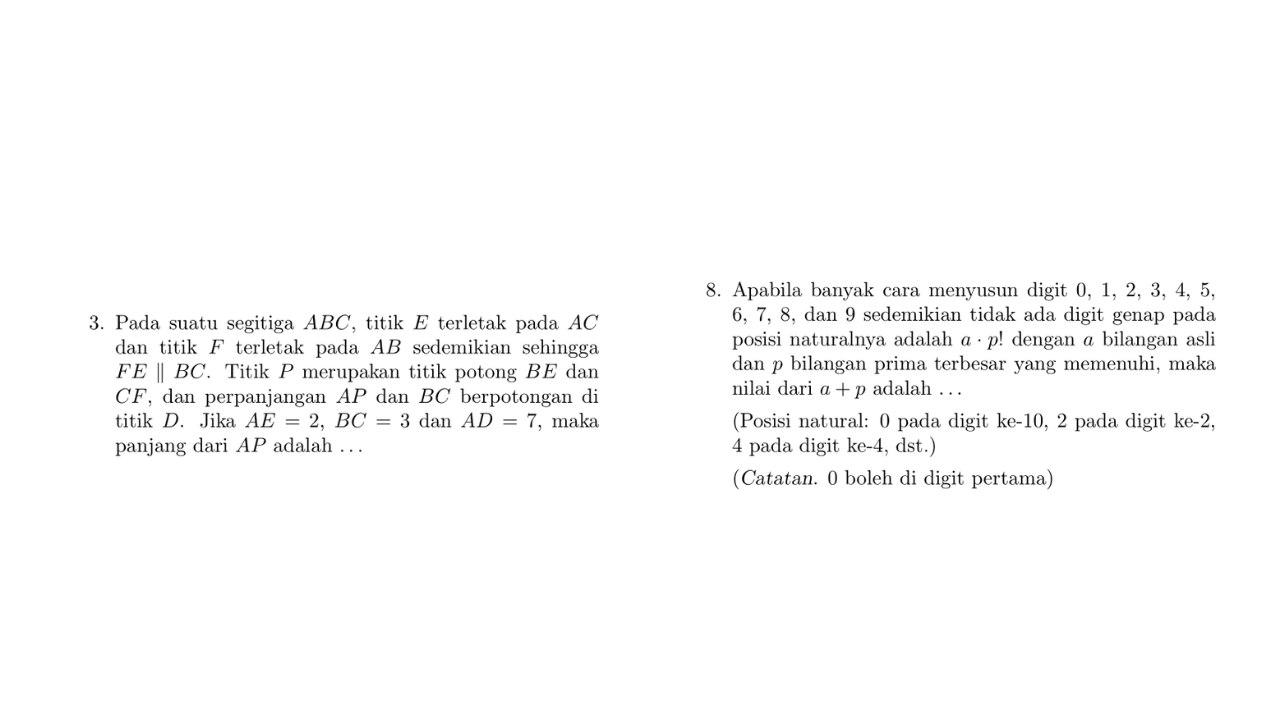 3. Pada suatu segitiga ABC, titik E terletak pada AC
dan titik F terletak pada AB sedemikian sehingga
FE ∥ BC. Titik P merupakan titik potong BE dan
CF, dan perpanjangan AP dan BC berpotongan di
titik D. Jika AE = 2, BC = 3 dan AD = 7, maka
panjang dari AP adalah ...
8. Apabila banyak cara menyusun digit 0, 1, 2, 3, 4, 5,
6, 7, 8, dan 9 sedemikian tidak ada digit genap pada
posisi naturalnya adalah a · p! dengan a bilangan asli
dan p bilangan prima terbesar yang memenuhi, maka
nilai dari a + p adalah ...
(Posisi natural: 0 pada digit ke-10, 2 pada digit ke-2,
4 pada digit ke-4, dst.)
(Catatan. 0 boleh di digit pertama)